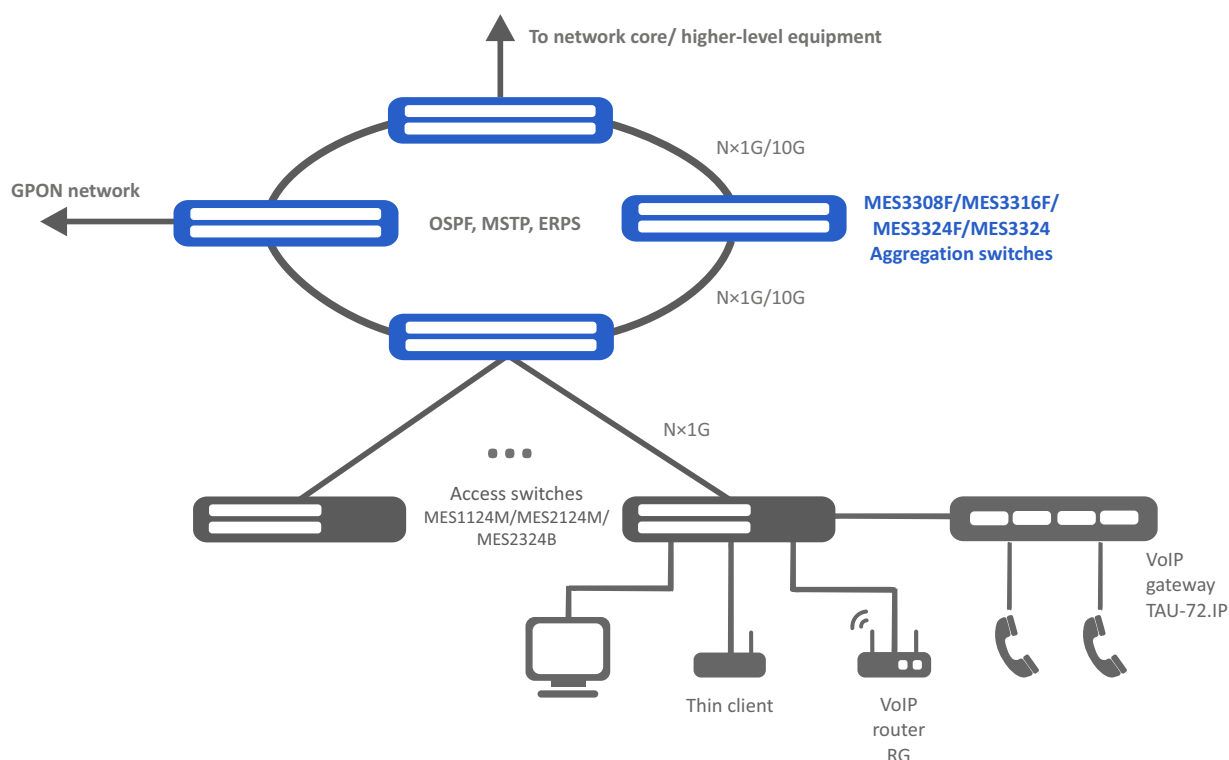 To network core/ higher-level equipment
N×1G/10G
GPON network
OSPF, MSTP, ERPS
MES3308F/MES3316F/
MES3324F/MES3324
Aggregation switches
N×1G/10G
N×1G
Access switches
MES1124M/MES2124M/
MES2324B
VoIP
gateway
TAU-72.IP
Thin client
VoIP
router
RG